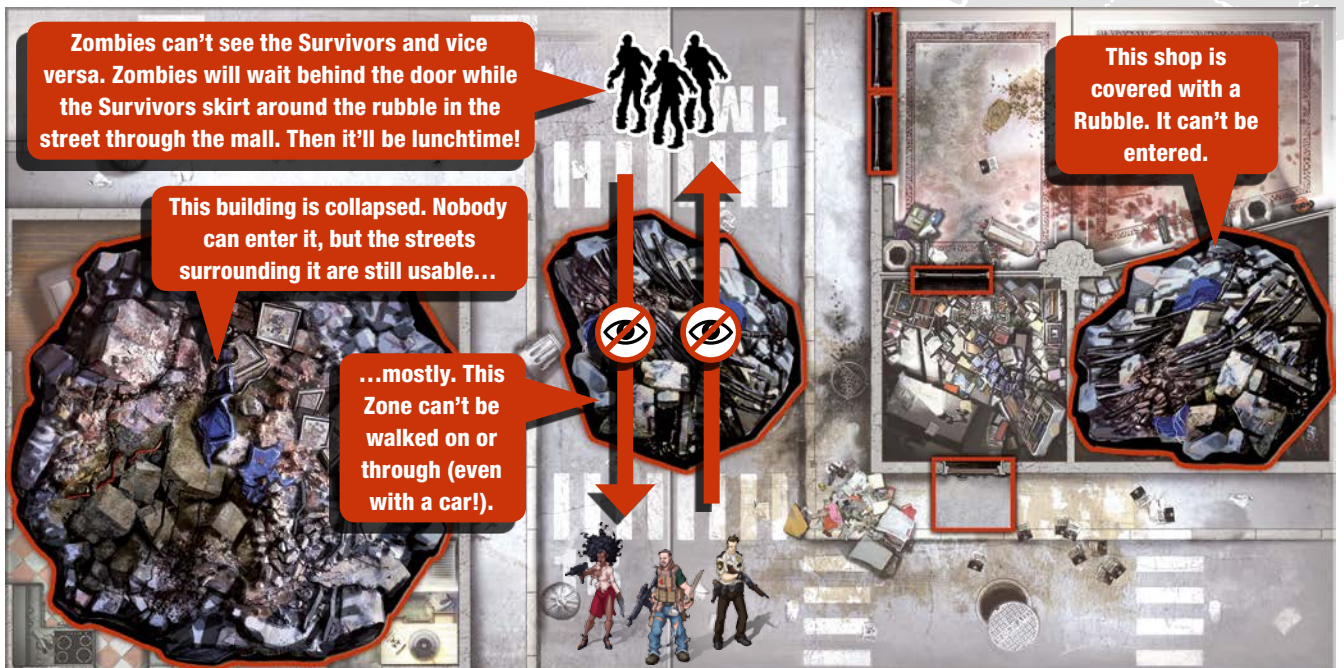 Zombies can’t see the Survivors and vice
versa. Zombies will wait behind the door while
the Survivors skirt around the rubble in the
street through the mall. Then it’ll be lunchtime!
This shop is
covered with a
Rubble. It can’t be
entered.
This building is collapsed. Nobody
can enter it, but the streets
surrounding it are still usable…
…mostly. This
Zone can’t be
walked on or
through (even
with a car!).